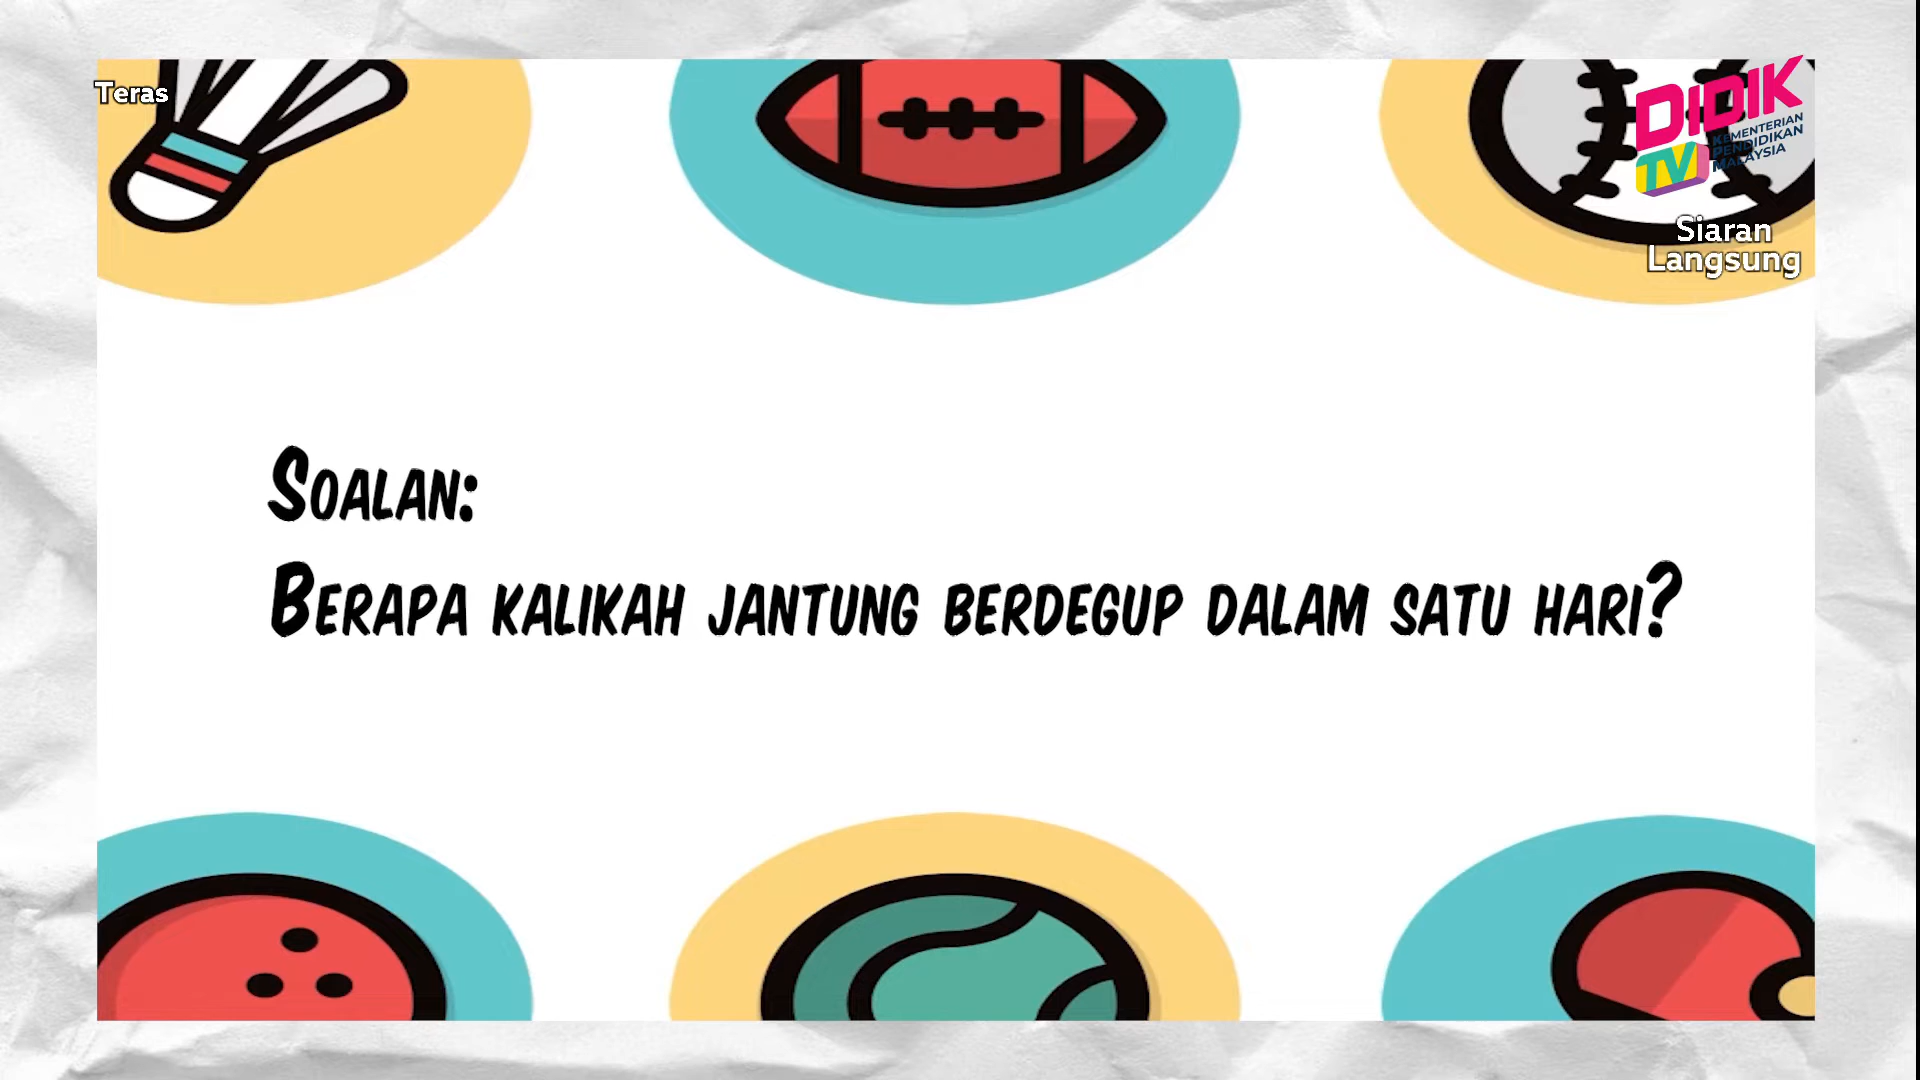 Teras
DIDIK
TV
KEMENTERIAN
PENDIDIKAN
MALAYSIA
Siaran
Langsung
SOALAN:
BERAPA KALIKAH JANTUNG BERDEGUP DALAM SATU HARI?